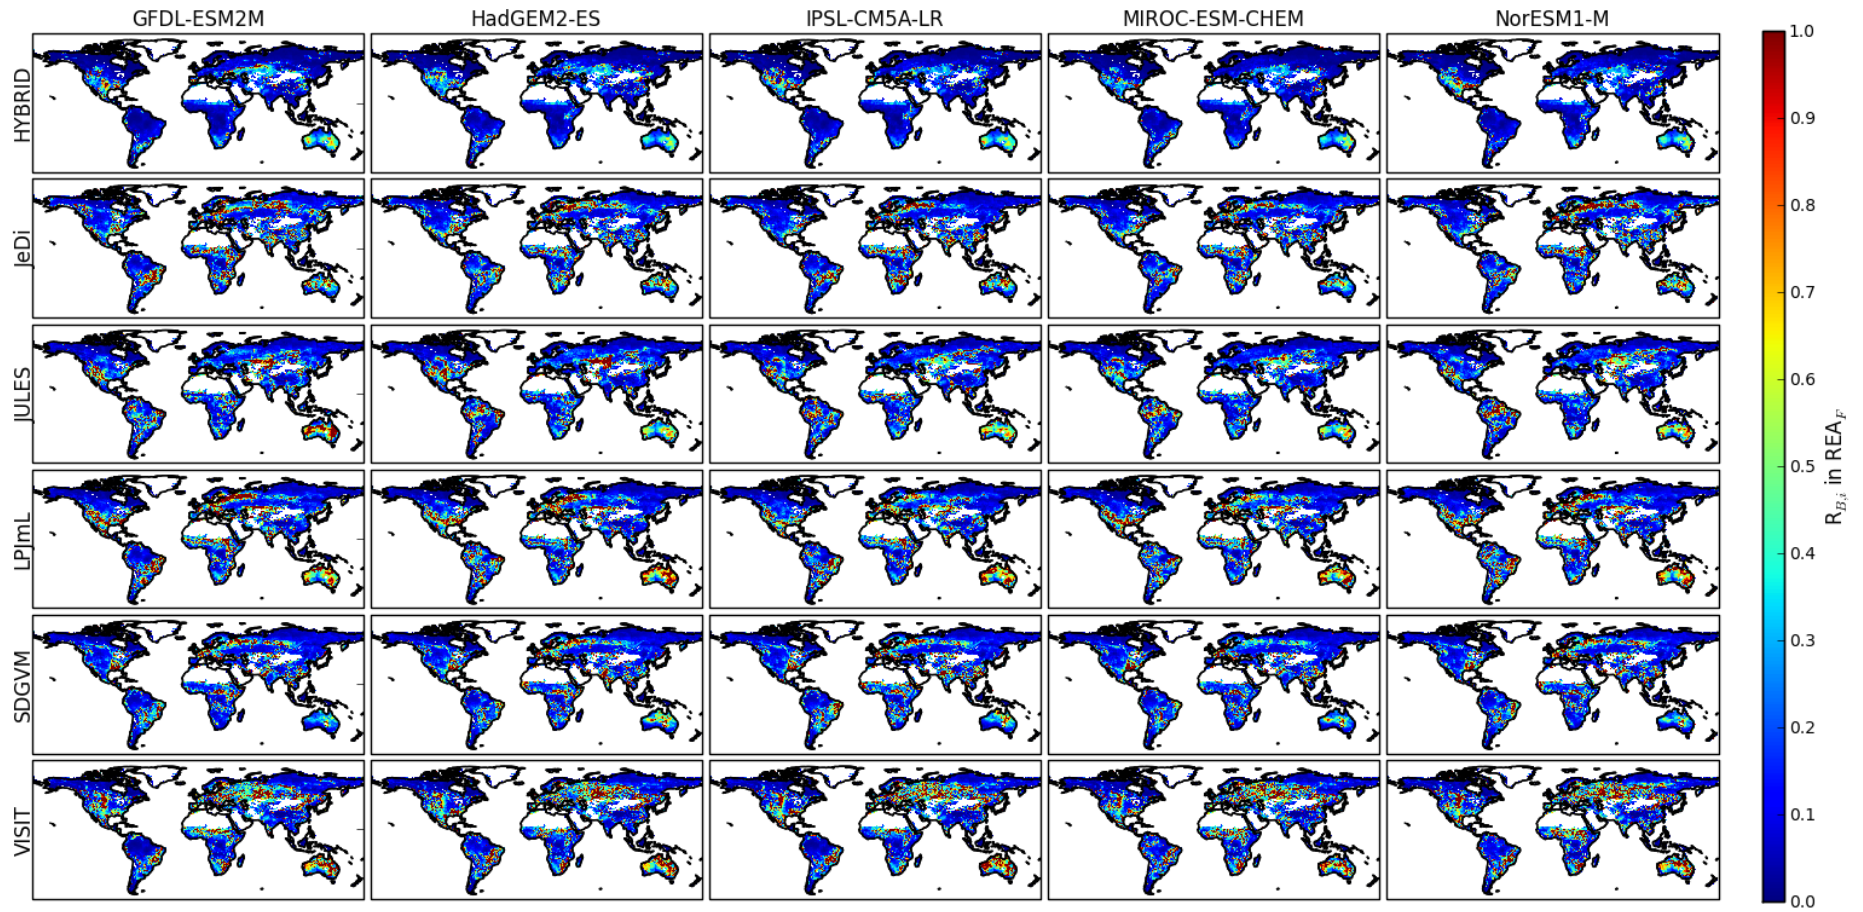 GFDL-ESM2M
HadGEM2-ES
IPSL-CM5A-LR
MIROC-ESM-CHEM
NorESM1-M
HYBRID
JeDi
JULES
LPJmL
SDGVM
VISIT
1.0
0.9
0.8
0.7
0.6
0.5
0.4
0.3
0.2
0.1
0.0
R_{B,i} in REA_F